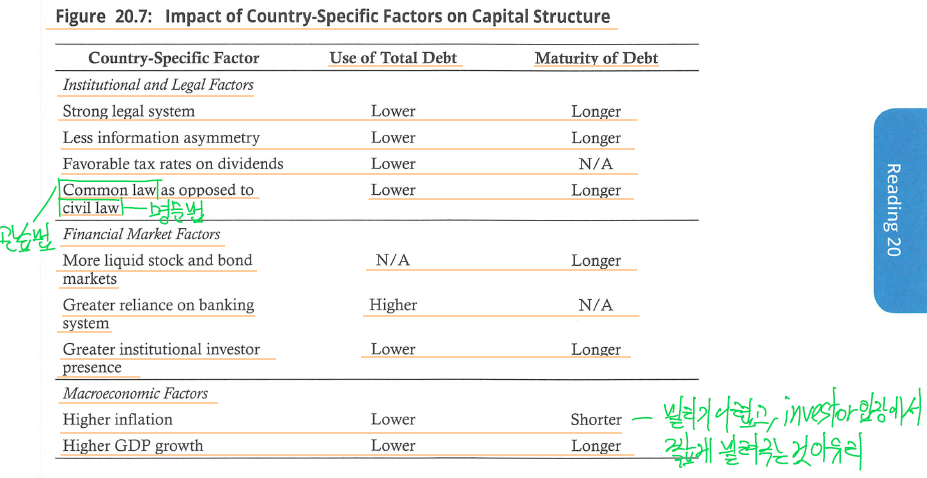 Figure 20.7: Impact of Country-Specific Factors on Capital Structure
Country-Specific Factor Use of Total Debt Maturity of Debt
Institutional and Legal Factors
Strong legal system Lower Longer
Less information asymmetry Lower Longer
Favorable tax rates on dividends Lower N/A
Common law as opposed to Lower Longer
civil law 명문법
관습법
Financial Market Factors
More liquid stock and bond N/A Longer
markets
Greater reliance on banking Higher N/A
system
Greater institutional investor Lower Longer
presence
Macroeconomic Factors
Higher inflation Lower Shorter – 빌리기 어렵고, investor 입장에서
Higher GDP growth Lower Longer 짧게 빌려주는 것이 유리
Reading 20